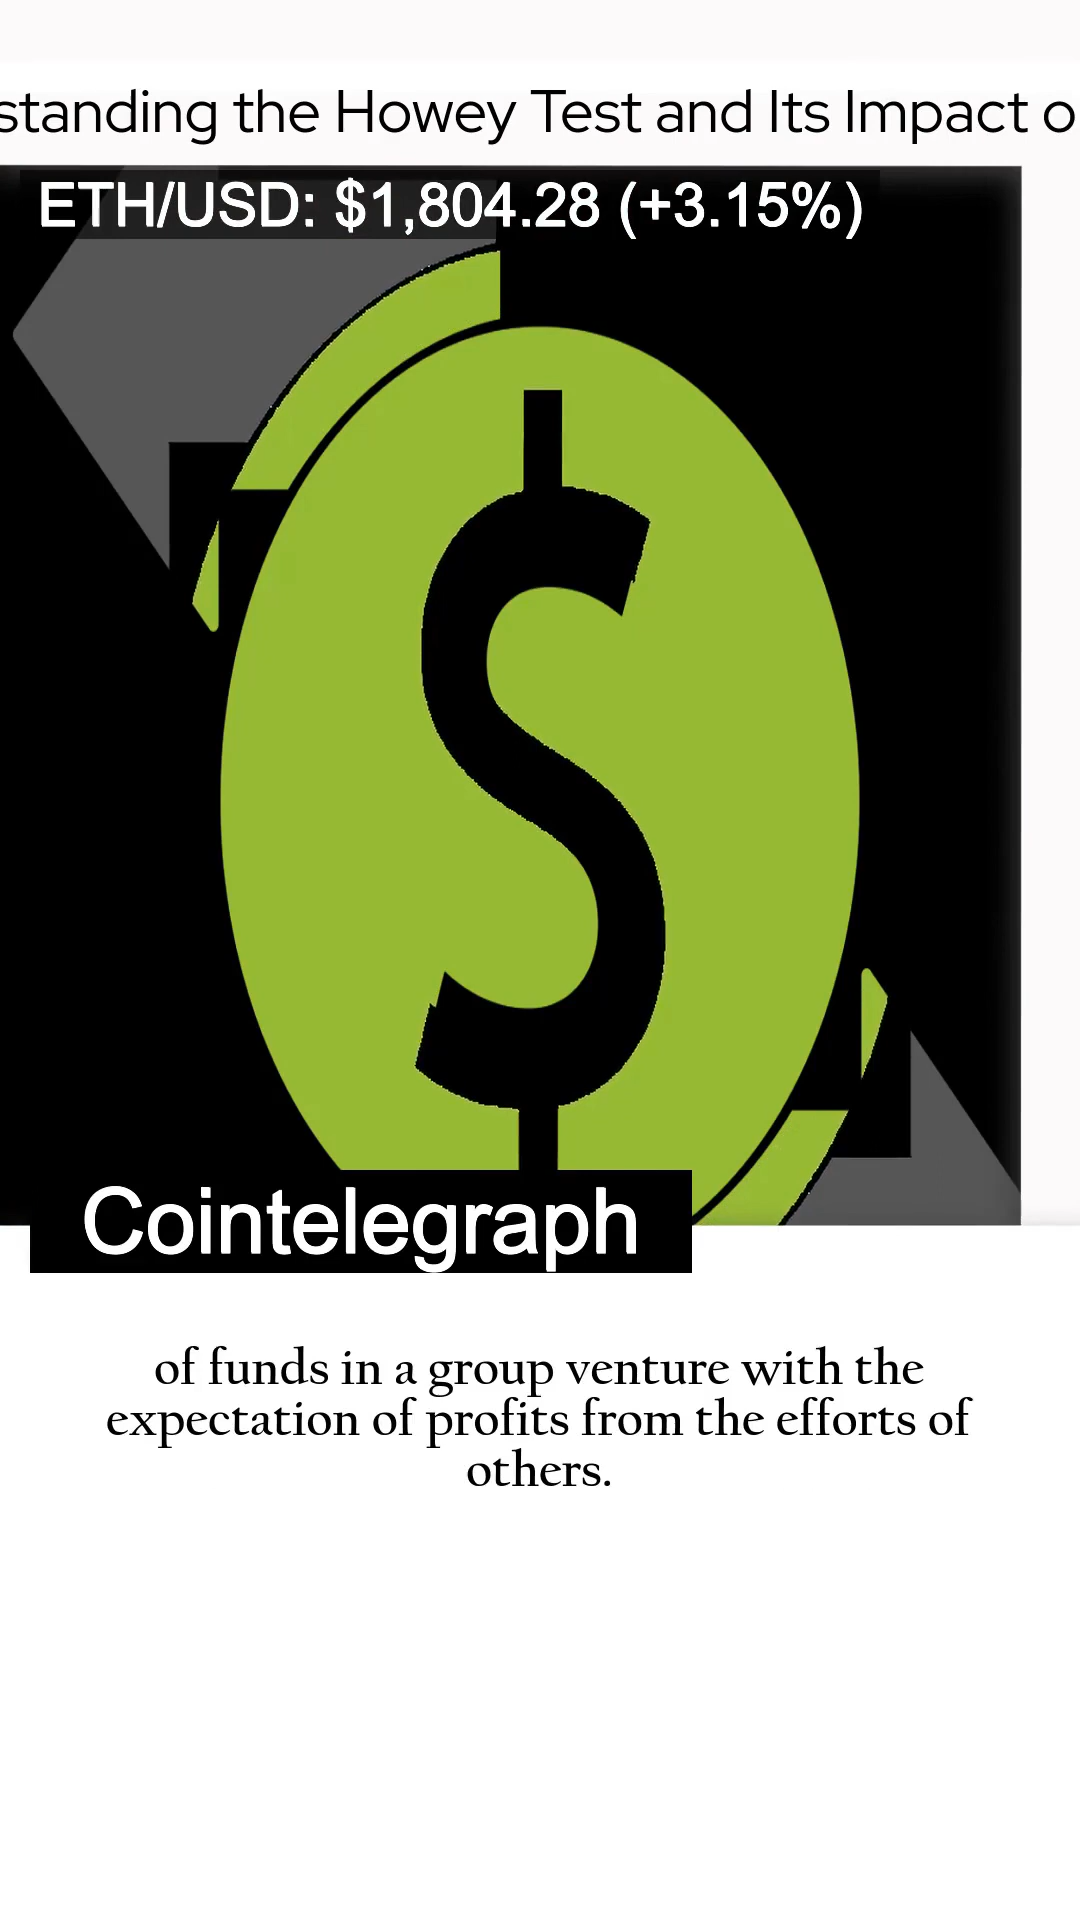 standing the Howey Test and Its Impact o
ETH/USD: $1,804.28 (+3.15%)
$
Cointelegraph
of funds in a group venture with the
expectation of profits from the efforts of
others.